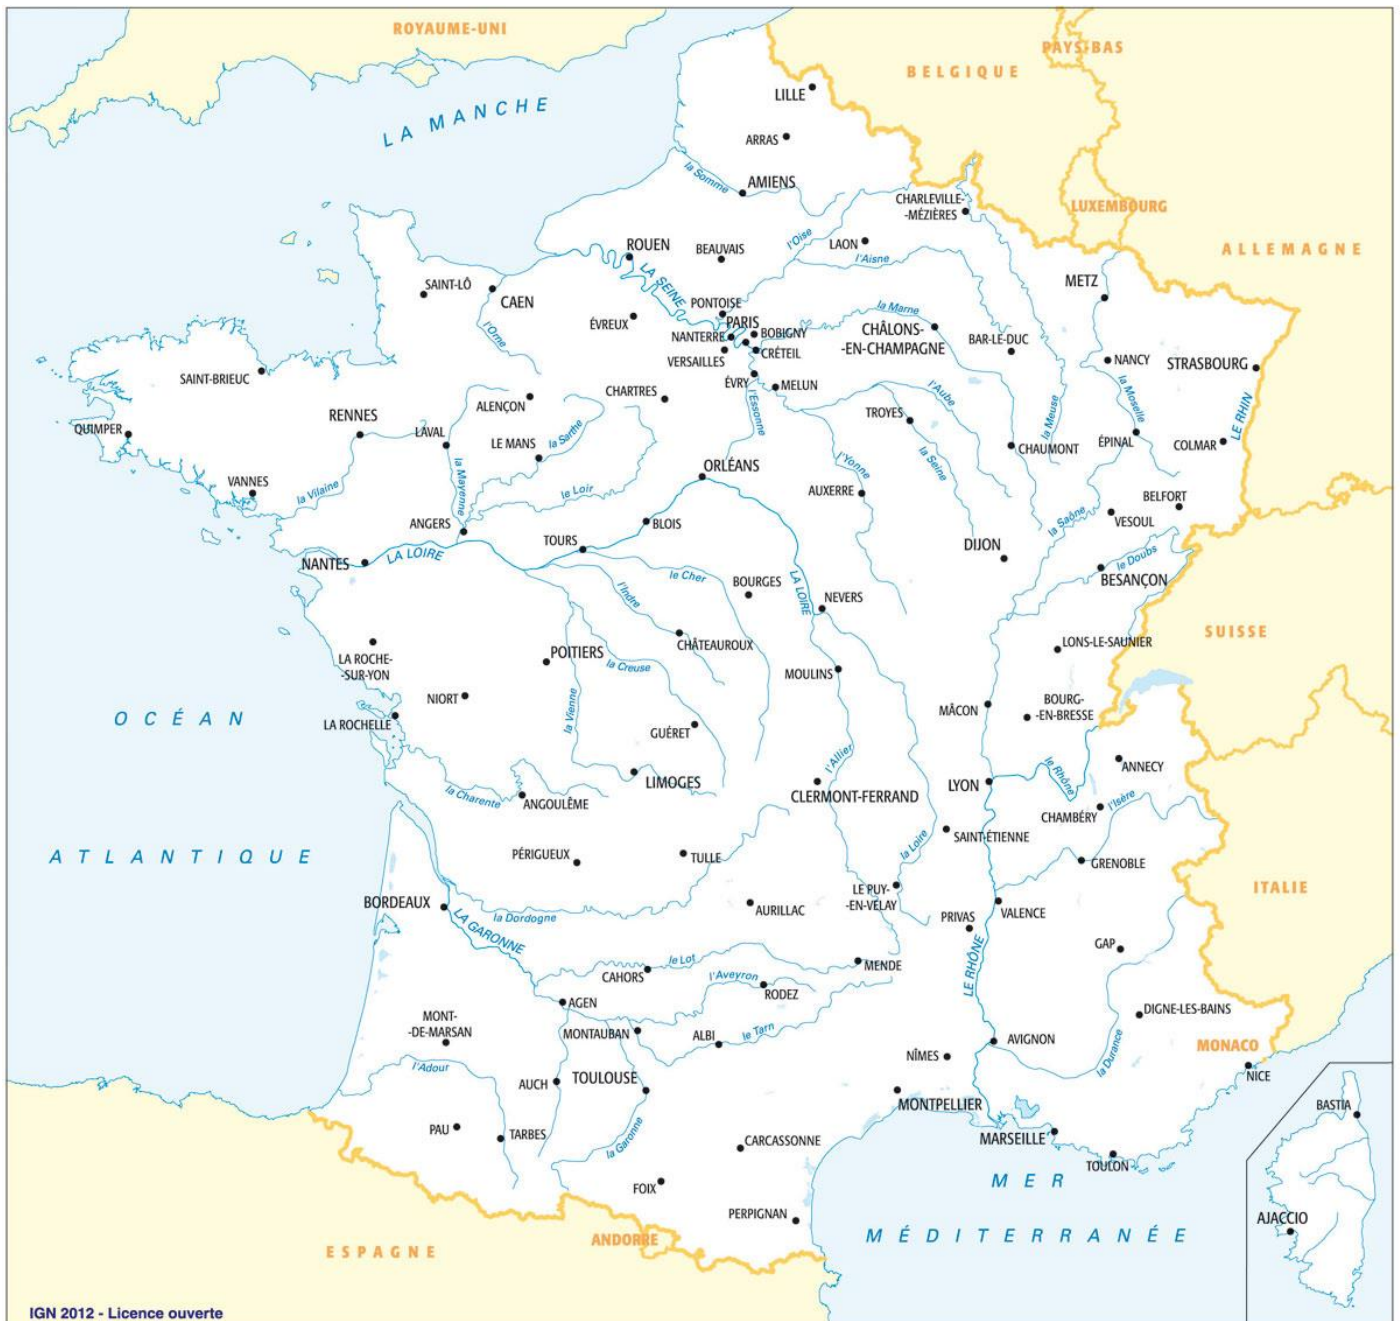 ROYAUME-UNI
PAYS-BAS
BELGIQUE
LA MANCHE
LILLE
ARRAS
la Somme
AMIENS
CHARLEVILLE-
-MÉZIÈRES
LUXEMBOURG
ALLEMAGNE
ROUEN
BEAUVAIS
l'Oise
LAON
l'Aisne
LA SEINE
METZ
SAINT-LÔ
CAEN
PONTOISE
la Marne
ÉVREUX
PARIS
NANTERRE
BOBIGNY
CHÂLONS-
-EN-CHAMPAGNE
BAR-LE-DUC
l'Orne
VERSAILLES
CRÉTEIL
NANCY
STRASBOURG
SAINT-BRIEUC
ÉVRY
MELUN
l'Aube
la Moselle
CHARTRES
l'Essonne
ALENÇON
TROYES
la Meuse
LE RHIN
QUIMPER
RENNES
LAVAL
LE MANS
la Sarthe
CHAUMONT
ÉPINAL
COLMAR
ORLÉANS
l'Yonne
la Seine
VANNES
la Vilaine
la Mayenne
le Loir
AUXERRE
BELFORT
ANGERS
BLOIS
la Saône
VESOUL
TOURS
DIJON
NANTES
LA LOIRE
le Doubs
BESANÇON
le Cher
BOURGES
LA LOIRE
NEVERS
l'Indre
SUISSE
CHÂTEAUROUX
LONS-LE-SAUNIER
LA ROCHE-
-SUR-YON
POITIERS
la Creuse
MOULINS
NIORT
la Vienne
MÂCON
BOURG-
-EN-BRESSE
OCÉAN
LA ROCHELLE
GUÉRET
l'Allier
le Rhône
ANNECY
LIMOGES
LYON
la Charente
ANGOULÊME
CLERMONT-FERRAND
CHAMBÉRY
l'Isère
SAINT-ÉTIENNE
la Loire
ATLANTIQUE
PÉRIGUEUX
TULLE
GRENOBLE
ITALIE
LE PUY-
-EN-VELAY
BORDEAUX
la Dordogne
AURILLAC
PRIVAS
VALENCE
LA GARONNE
GAP
CAHORS
le Lot
MENDE
LE RHÔNE
l'Aveyron
RODEZ
AGEN
DIGNE-LES-BAINS
MONT-
-DE-MARSAN
MONTAUBAN
ALBI
le Tarn
AVIGNON
la Durance
MONACO
NÎMES
l'Adour
AUCH
TOULOUSE
NICE
MONTPELLIER
BASTIA
PAU
TARBES
la Garonne
CARCASSONNE
MARSEILLE
TOULON
MER
FOIX
PERPIGNAN
AJACCIO
MÉDITERRANÉE
ESPAGNE
ANDORRE
IGN 2012 - Licence ouverte